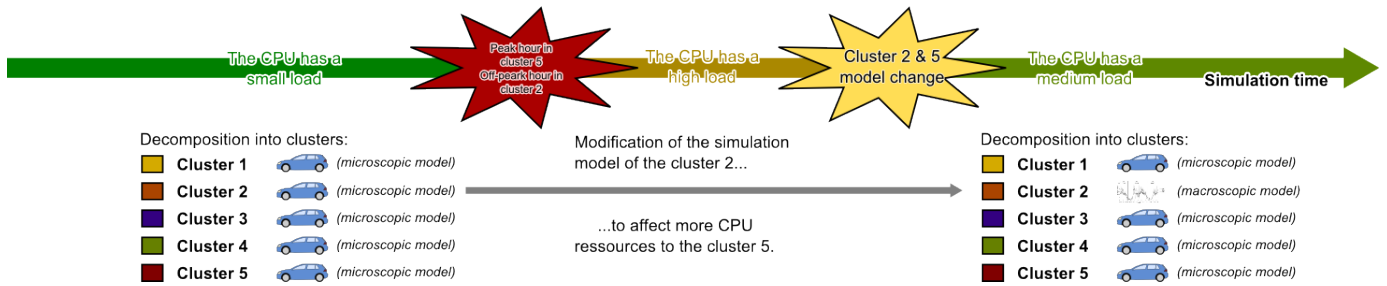 The CPU has a
small load
Peak hour in
cluster 5
Off-peark hour in
cluster 2
The CPU has a
high load
Cluster 2 & 5
model change
The CPU has a
medium load
Simulation time
Decomposition into clusters:
Cluster 1 (microscopic model)
Cluster 2 (microscopic model)
Cluster 3 (microscopic model)
Cluster 4 (microscopic model)
Cluster 5 (microscopic model)
Modification of the simulation
model of the cluster 2...
...to affect more CPU
ressources to the cluster 5.
Decomposition into clusters:
Cluster 1 (microscopic model)
Cluster 2 (macroscopic model)
Cluster 3 (microscopic model)
Cluster 4 (microscopic model)
Cluster 5 (microscopic model)